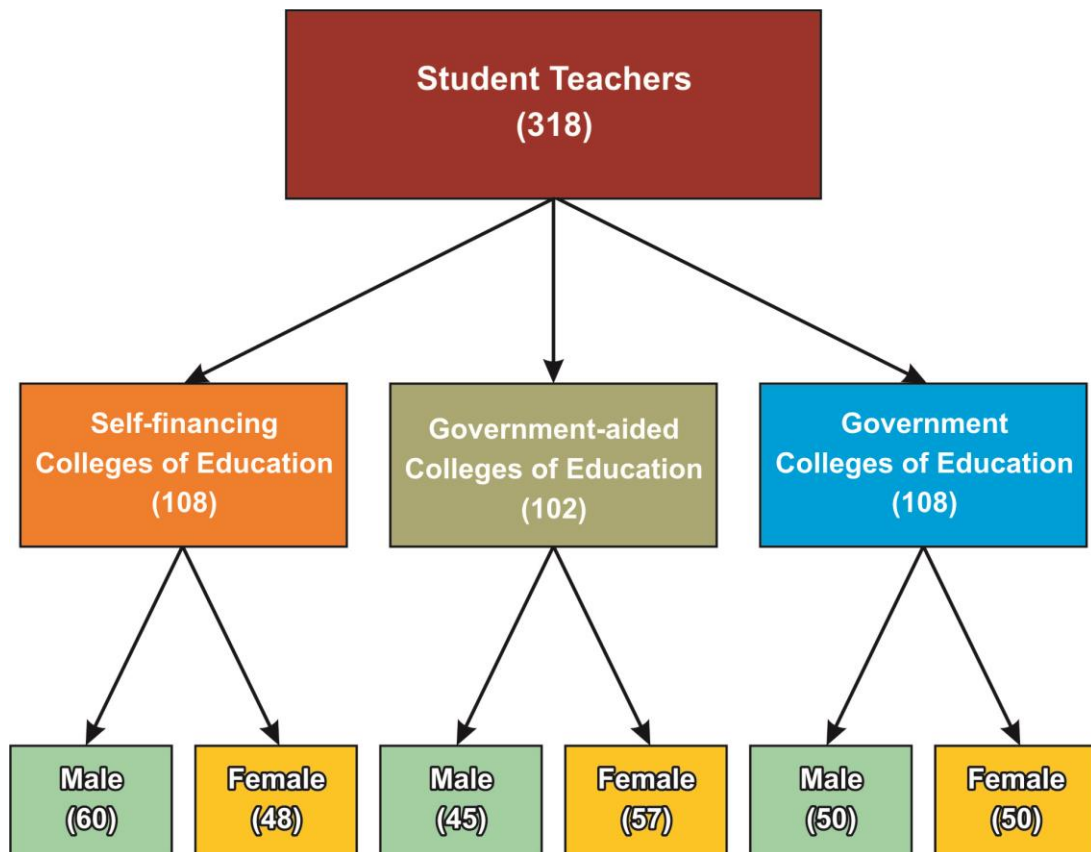 Student Teachers
(318)
Self-financing
Colleges of Education
(108)
Government-aided
Colleges of Education
(102)
Government
Colleges of Education
(108)
Male
(60)
Female
(48)
Male
(45)
Female
(57)
Male
(50)
Female
(50)